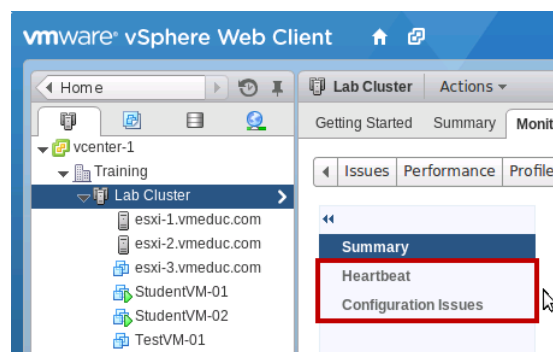 vmware® vSphere Web Client
Home
Lab Cluster Actions
Getting Started Summary Monit
vcenter-1
Training
Issues Performance Profile
Lab Cluster
esxi-1.vmeduc.com
Summary
esxi-2.vmeduc.com
Heartbeat
esxi-3.vmeduc.com
StudentVM-01
Configuration Issues
StudentVM-02
TestVM-01